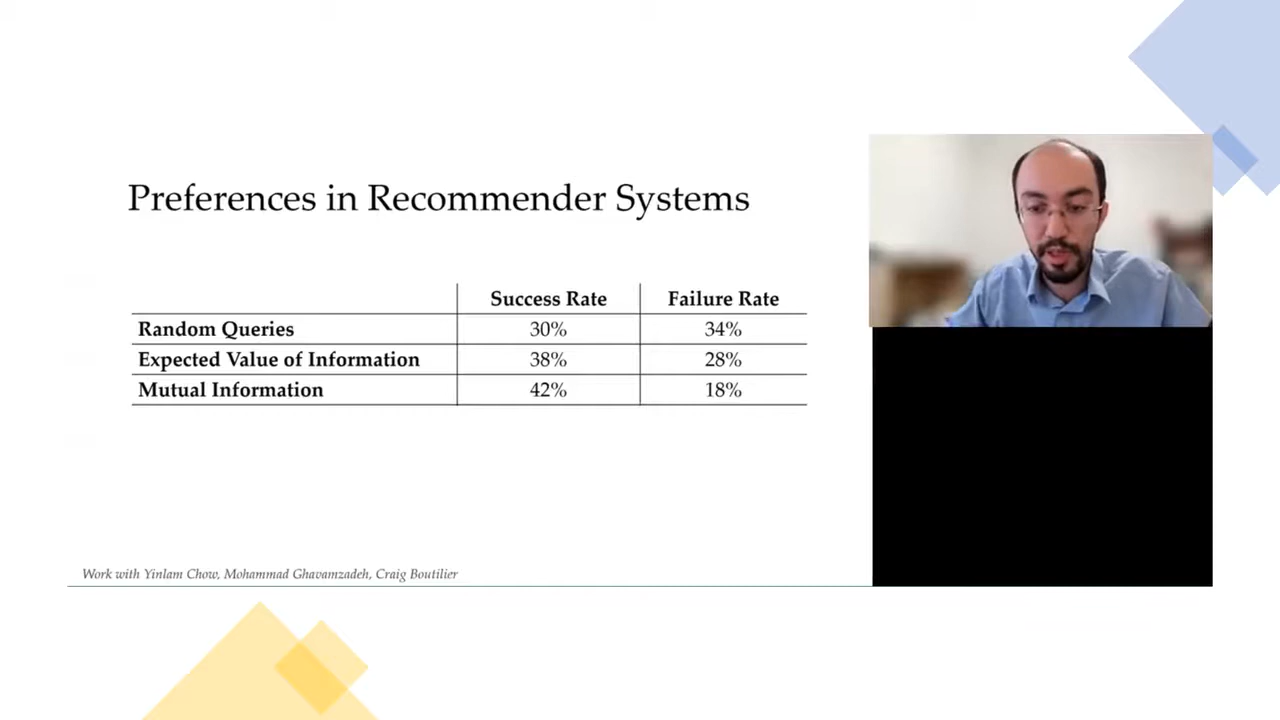 Preferences in Recommender Systems
Success Rate Failure Rate
Random Queries 30% 34%
Expected Value of Information 38% 28%
Mutual Information 42% 18%
Work with Yinlam Chow, Mohammad Ghavamzadeh, Craig Boutilier